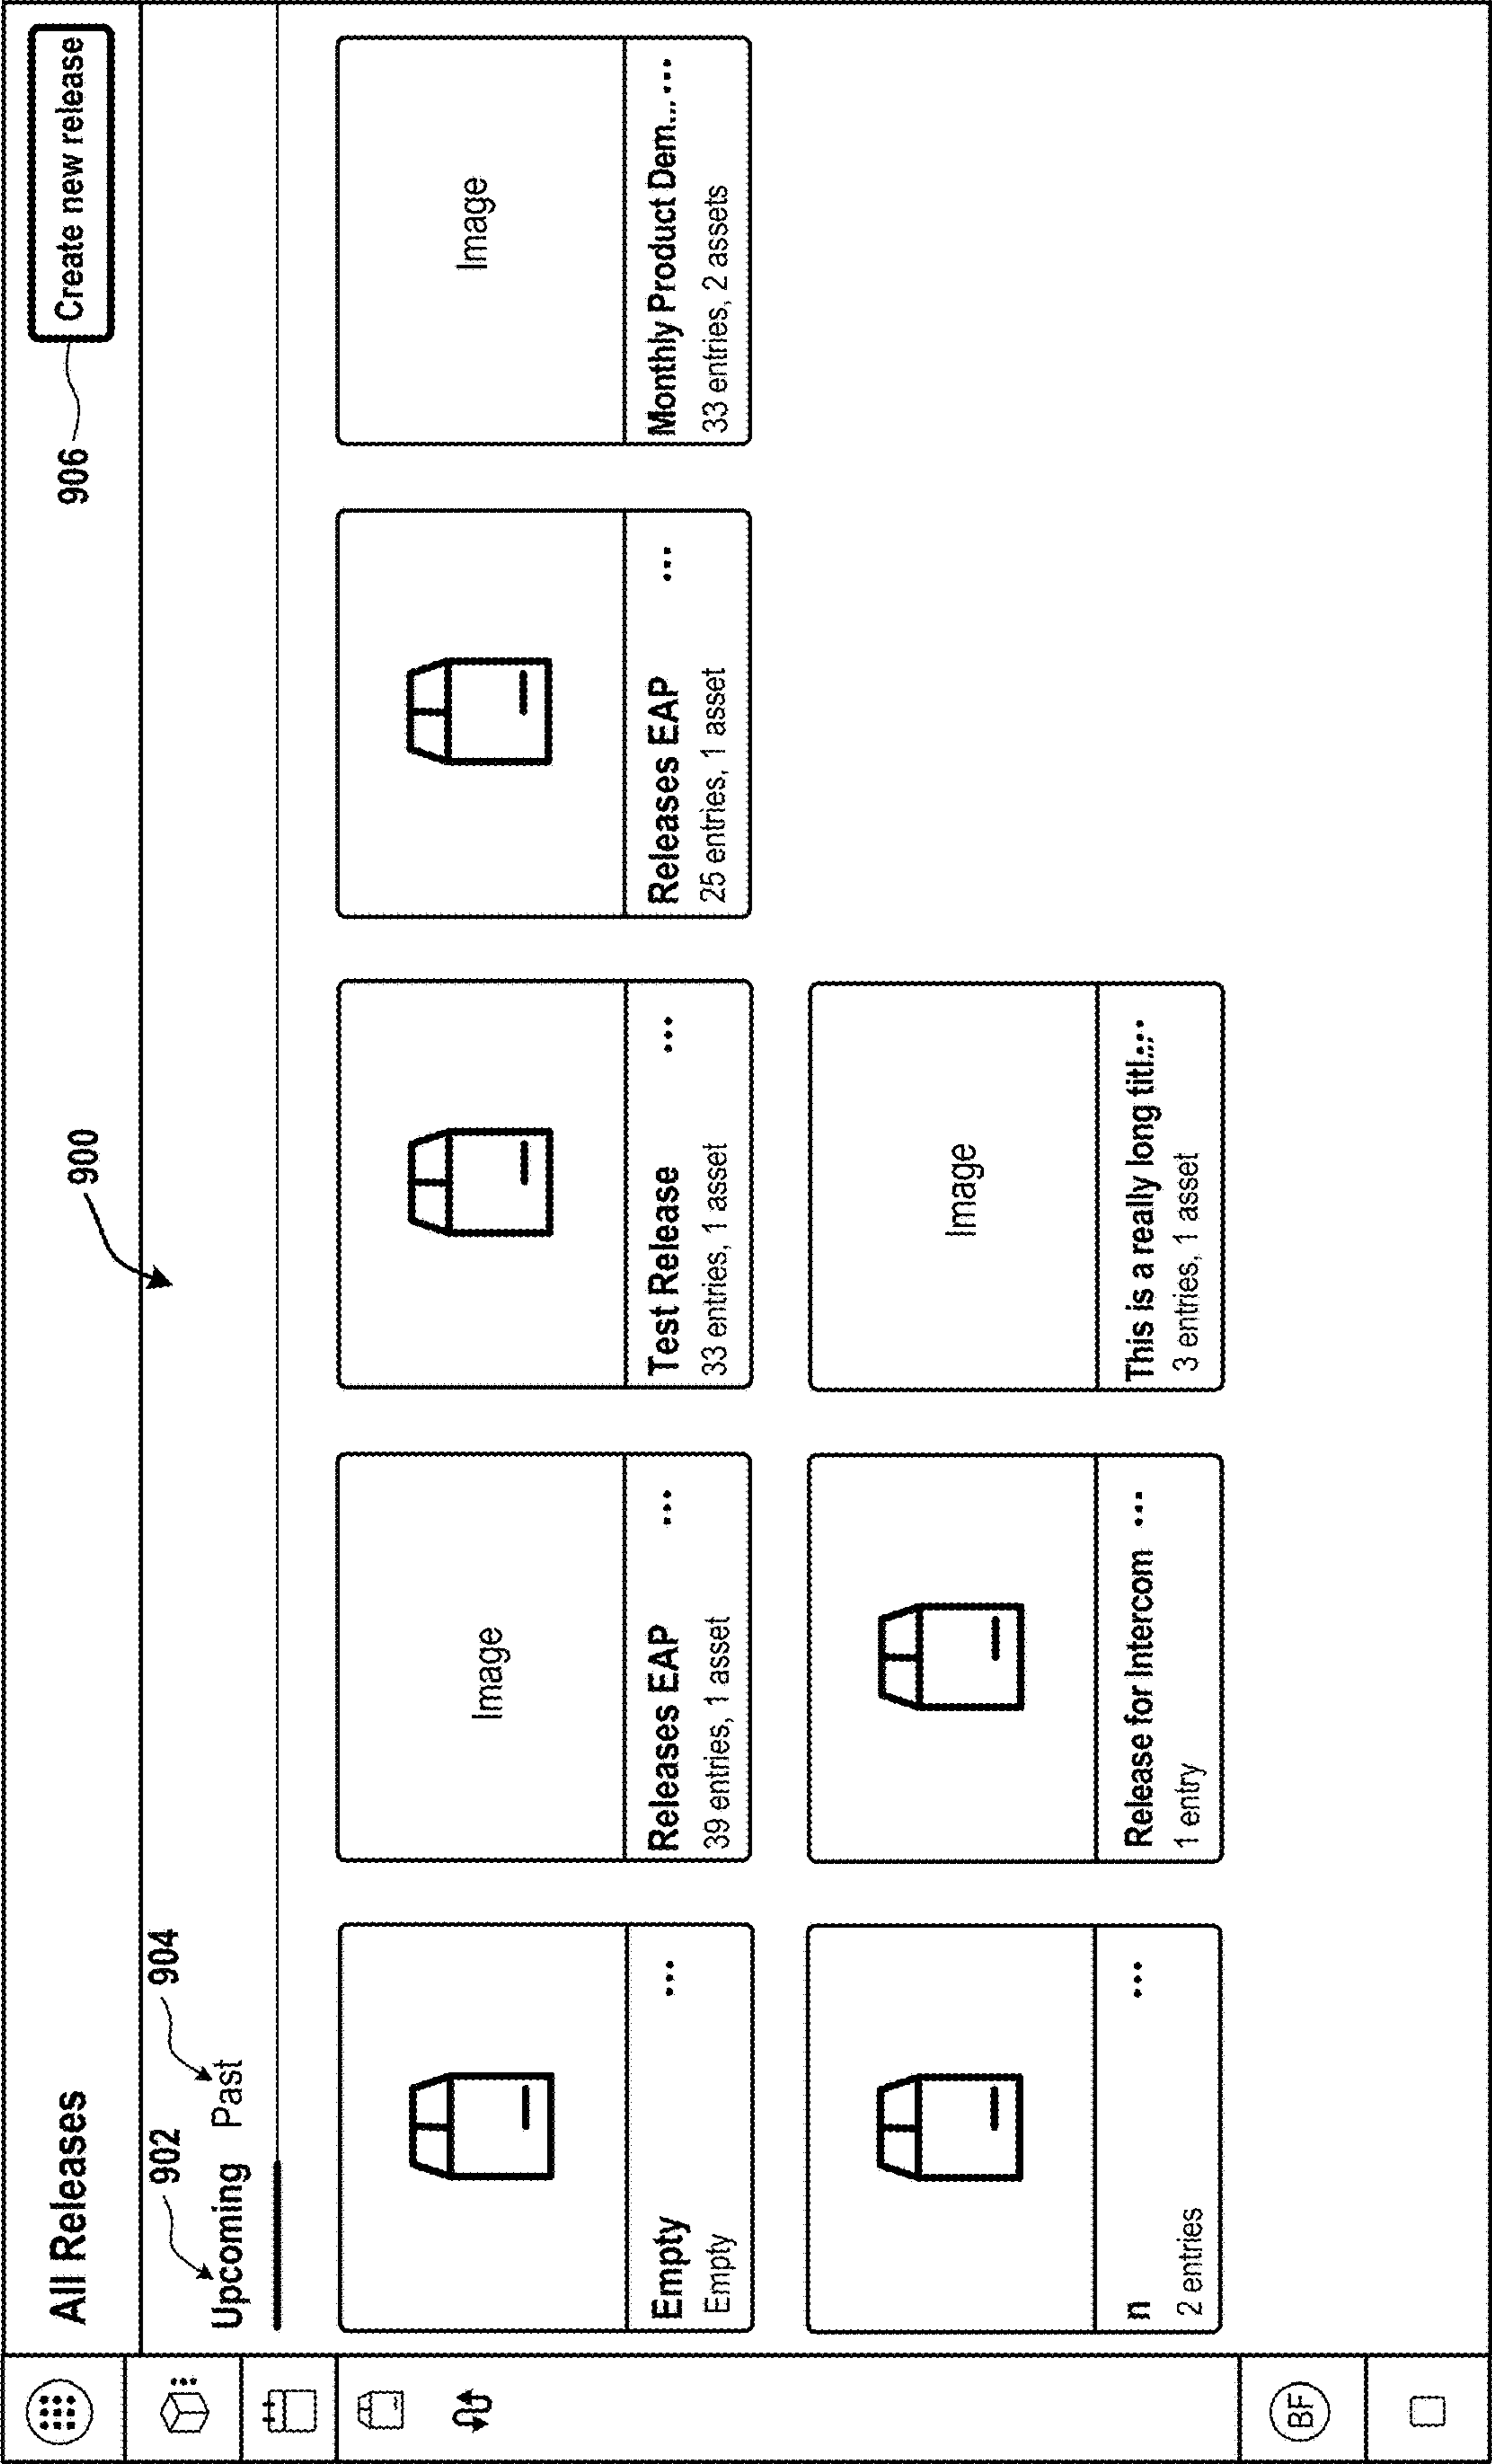 900
All Releases
906
Create new release
902
904
Upcoming Past
Image
Image
Empty ...
Empty
Releases EAP ...
39 entries, 1 asset
Test Release ...
33 entries, 1 asset
Releases EAP ...
25 entries, 1 asset
Monthly Product Dem... ...
33 entries, 2 assets
Image
n ...
2 entries
Release for Intercom ...
1 entry
This is a really long titl... ...
3 entries, 1 asset
BF